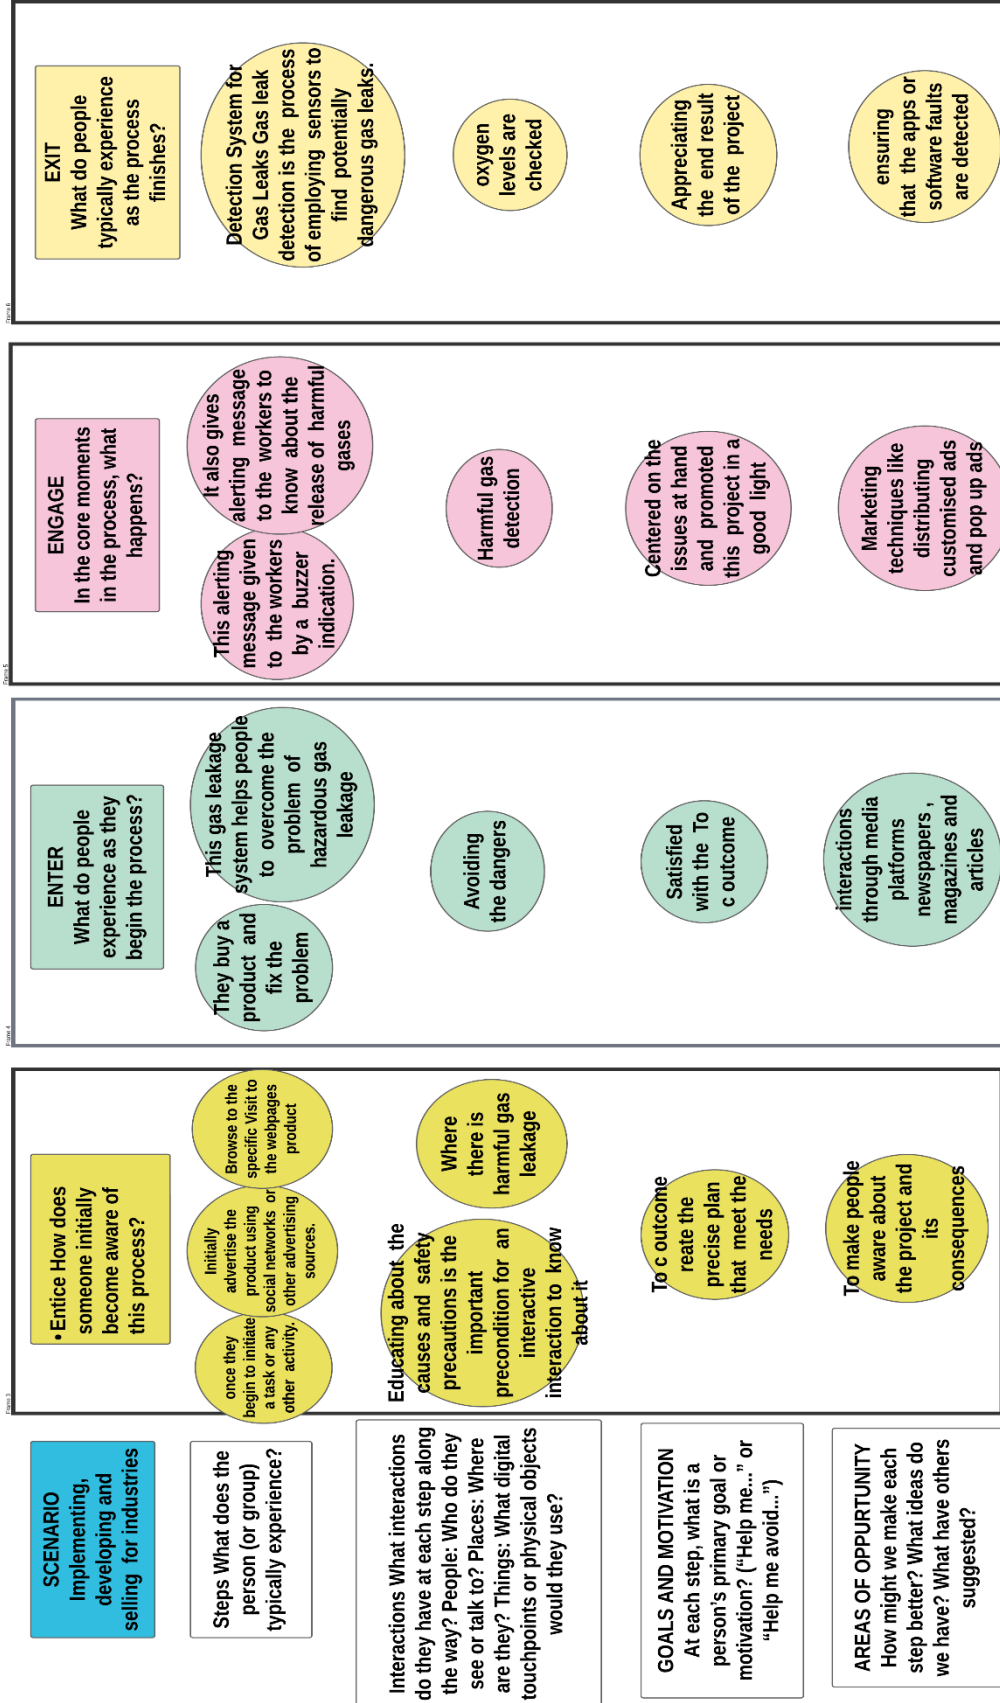 SCENARIO
Implementing,
developing and
selling for industries
Steps What does the
person (or group)
typically experience?
Interactions What interactions
do they have at each step along
the way? People: Who do they
see or talk to? Places: Where
are they? Things: What digital
touchpoints or physical objects
would they use?
GOALS AND MOTIVATION
At each step, what is a
person's primary goal or
motivation? ("Help me..." or
"Help me avoid...")
AREAS OF OPPURTUNITY
How might we make each
step better? What ideas do
we have? What have others
suggested?
Frame 3
• Entice How does
someone initially
become aware of
this process?
once they
begin to initiate
a task or any
other activity.
Initially
advertise the
product using
social networks or
other advertising
sources.
Browse to the
specific Visit to
the webpages
product
Educating about the
causes and safety
precautions is the
important
precondition for an
interactive
interaction to know
about it
Where
there is
harmful gas
leakage
To c outcome
reate the
precise plan
that meet the
needs
To make people
aware about
the project and
its
consequences
Frame 4
ENTER
What do people
experience as they
begin the process?
They buy a
product and
fix the
problem
This gas leakage
system helps people
to overcome the
problem of
hazardous gas
leakage
Avoiding
the dangers
Satisfied
with the To
c outcome
interactions
through media
platforms
newspapers ,
magazines and
articles
Frame 5
ENGAGE
In the core moments
in the process, what
happens?
This alerting
message given
to the workers
by a buzzer
indication.
It also gives
alerting message
to the workers to
know about the
release of harmful
gases
Harmful gas
detection
Centered on the
issues at hand
and promoted
this project in a
good light
Marketing
techniques like
distributing
customised ads
and pop up ads
Frame 6
EXIT
What do people
typically experience
as the process
finishes?
Detection System for
Gas Leaks Gas leak
detection is the process
of employing sensors to
find potentially
dangerous gas leaks.
oxygen
levels are
checked
Appreciating
the end result
of the project
ensuring
that the apps or
software faults
are detected